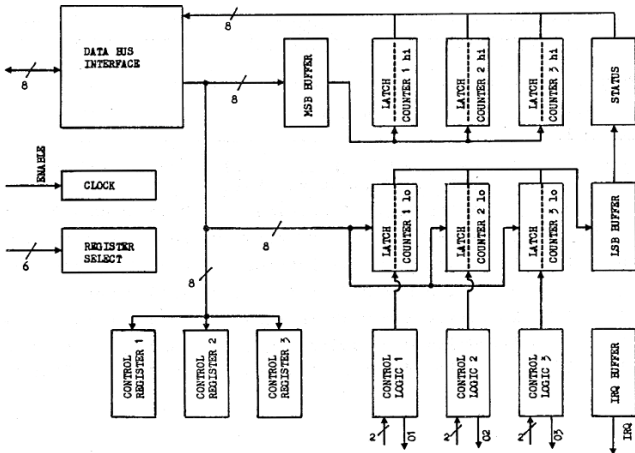 DATA BUS
INTERFACE
8
8
8
MSB BUFFER
LATCH
COUNTER 1 hi
LATCH
COUNTER 2 hi
LATCH
COUNTER 3 hi
STATUS
ENABLE
CLOCK
REGISTER
SELECT
6
8
8
LATCH
COUNTER 1 lo
LATCH
COUNTER 2 lo
LATCH
COUNTER 3 lo
LSB BUFFER
CONTROL
REGISTER 1
CONTROL
REGISTER 2
CONTROL
REGISTER 3
CONTROL
LOGIC 1
CONTROL
LOGIC 2
CONTROL
LOGIC 3
IRQ BUFFER
2
O1
2
O2
2
O3
IRQ